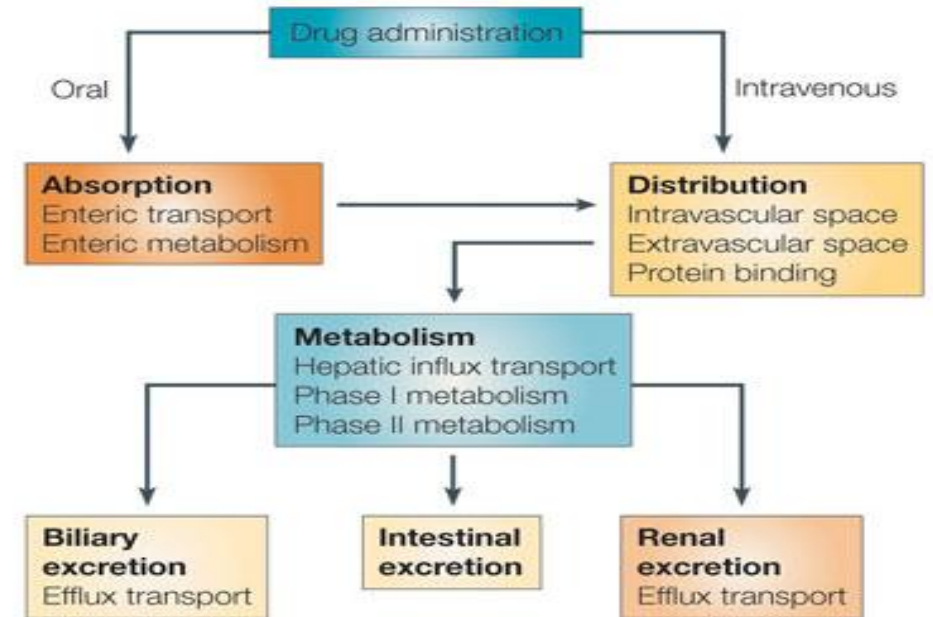 Drug administration
Oral
Intravenous
Absorption
Enteric transport
Enteric metabolism
Distribution
Intravascular space
Extravascular space
Protein binding
Metabolism
Hepatic influx transport
Phase I metabolism
Phase II metabolism
Biliary
excretion
Efflux transport
Intestinal
excretion
Renal
excretion
Efflux transport